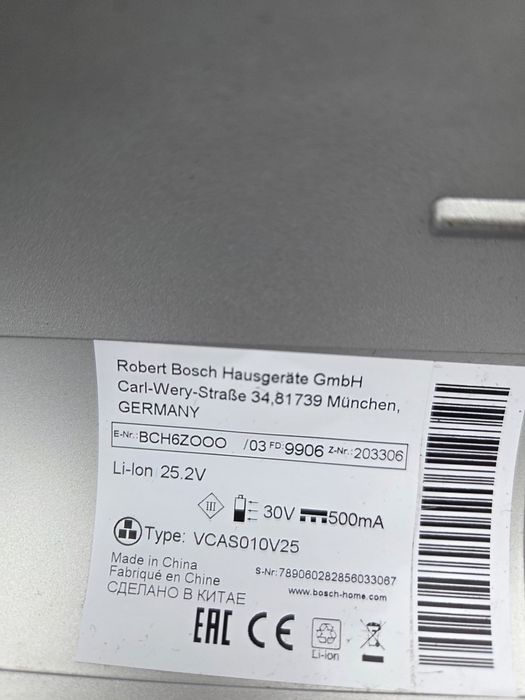 Robert Bosch Hausgeräte GmbH
Carl-Wery-Straße 34,81739 München,
GERMANY
E-Nr.:BCH6ZOOO /03 FD:9906 Z-Nr.:203306
Li-Ion 25.2V
III 30V 500mA
Type: VCAS010V25
Made in China
Fabriqué en Chine
СДЕЛАНО В КИТАЕ
S-Nr:789060282856033067
www.bosch-home.com
EAC CE
Li-ion